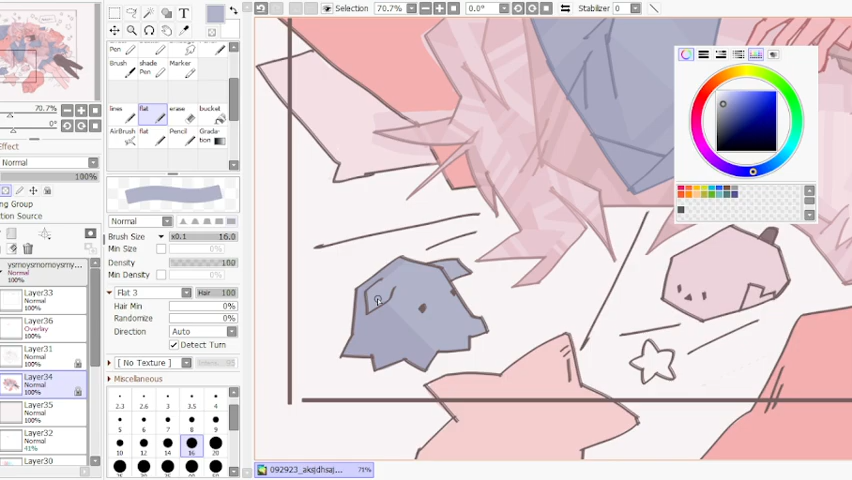 Selection 70.7% 0.0° Stabilizer 0
T
Pen
Brush shade Marker
Pen
lines flat erase bucket
AirBrush flat Pencil Grada
tion
70.7%
0°
Effect
Normal
100%
ng Group
ction Source
Normal
Brush Size x0.1 16.0
Min Size 0%
Density 100
Min Density 0%
Flat 3 Hair 100
Hair Min 0%
Randomize 0%
Direction Auto
Detect Turn
[ No Texture ]
Miscellaneous
2.3 2.6 3 3.5 4
5 6 7 8 9
10 12 14 16 20
ysmoysmoymoysmy...
Normal
100%
Layer33
Normal
100%
Layer36
Overlay
100%
Layer31
Normal
100%
Layer34
Normal
100%
Layer35
Normal
100%
Layer32
Normal
41%
Layer30
71%